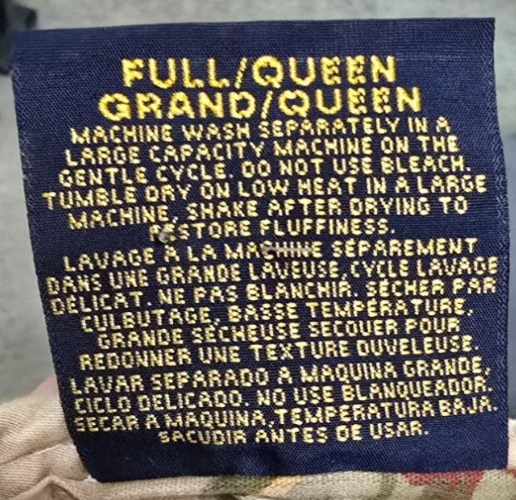 FULL/QUEEN
GRAND/QUEEN
MACHINE WASH SEPARATELY IN A
LARGE CAPACITY MACHINE ON THE
GENTLE CYCLE. DO NOT USE BLEACH.
TUMBLE DRY ON LOW HEAT IN A LARGE
MACHINE, SHAKE AFTER DRYING TO
RESTORE FLUFFINESS.
LAVAGE À LA MACHINE SÉPAREMENT
DANS UNE GRANDE LAVEUSE, CYCLE LAVAGE
DÉLICAT. NE PAS BLANCHIR. SÉCHER PAR
CULBUTAGE, BASSE TEMPÉRATURE,
GRANDE SÉCHEUSE SECOUER POUR
REDONNER UNE TEXTURE DUVELEUSE.
LAVAR SEPARADO A MAQUINA GRANDE,
CICLO DELICADO. NO USE BLANQUEADOR.
SECAR A MAQUINA, TEMPERATURA BAJA.
SACUDIR ANTES DE USAR.